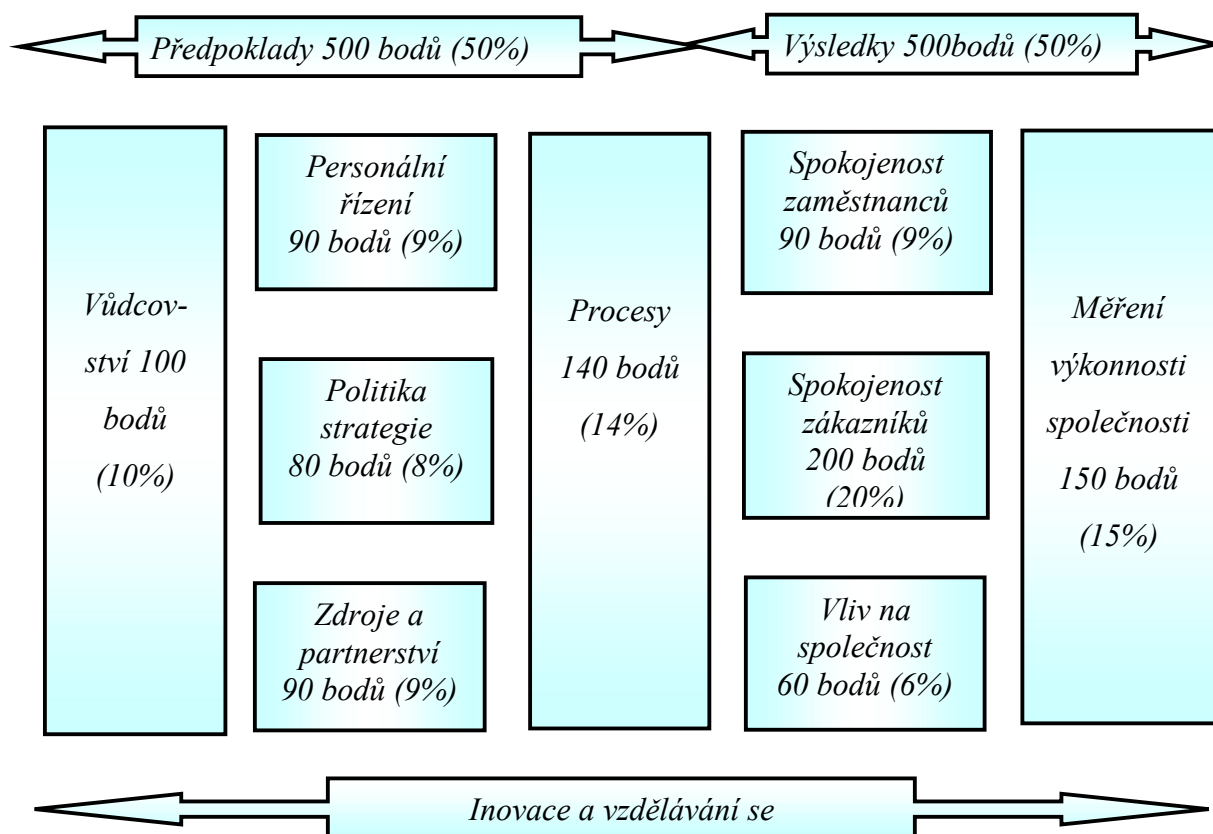 Předpoklady 500 bodů (50%)
Výsledky 500bodů (50%)
Vůdcov-
ství 100
bodů
(10%)
Personální
řízení
90 bodů (9%)
Politika
strategie
80 bodů (8%)
Zdroje a
partnerství
90 bodů (9%)
Procesy
140 bodů
(14%)
Spokojenost
zaměstnanců
90 bodů (9%)
Spokojenost
zákazníků
200 bodů
(20%)
Vliv na
společnost
60 bodů (6%)
Měření
výkonnosti
společnosti
150 bodů
(15%)
Inovace a vzdělávání se